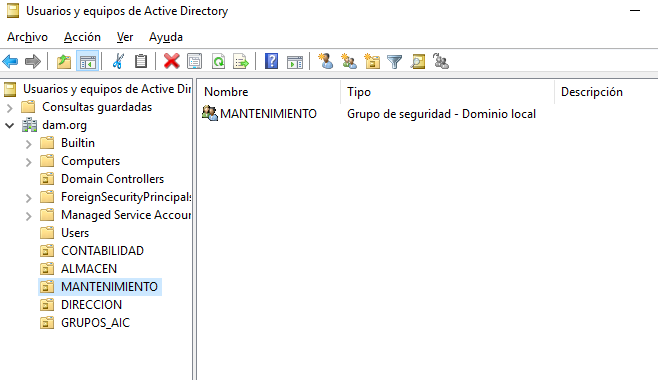 Usuarios y equipos de Active Directory
Archivo Acción Ver Ayuda
Usuarios y equipos de Active Dir
Consultas guardadas
dam.org
Builtin
Computers
Domain Controllers
ForeignSecurityPrincipals
Managed Service Accour
Users
CONTABILIDAD
ALMACEN
MANTENIMIENTO
DIRECCION
GRUPOS_AIC
Nombre Tipo Descripción
MANTENIMIENTO Grupo de seguridad - Dominio local